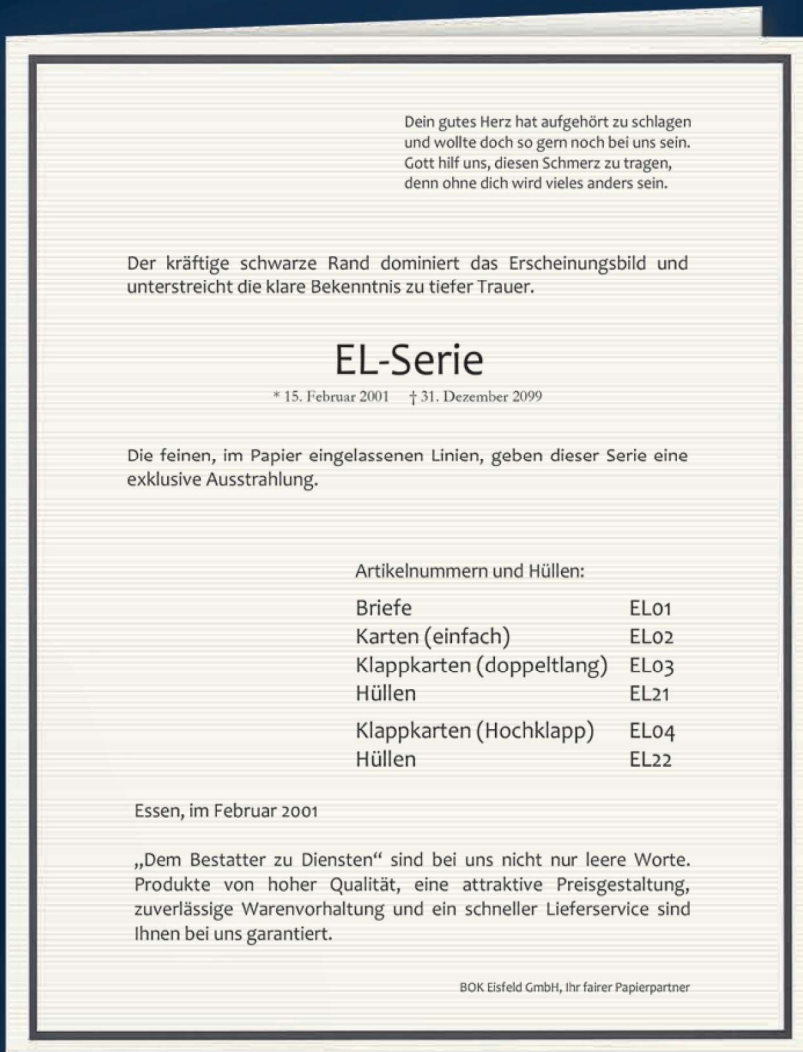 Dein gutes Herz hat aufgehört zu schlagen
und wollte doch so gern noch bei uns sein.
Gott hilf uns, diesen Schmerz zu tragen,
denn ohne dich wird vieles anders sein.
Der kräftige schwarze Rand dominiert das Erscheinungsbild und
unterstreicht die klare Bekenntnis zu tiefer Trauer.
EL-Serie
* 15. Februar 2001 † 31. Dezember 2099
Die feinen, im Papier eingelassenen Linien, geben dieser Serie eine
exklusive Ausstrahlung.
Artikelnummern und Hüllen:
Briefe EL01
Karten (einfach) EL02
Klappkarten (doppeltlang) EL03
Hüllen EL21
Klappkarten (Hochklapp) EL04
Hüllen EL22
Essen, im Februar 2001
„Dem Bestatter zu Diensten“ sind bei uns nicht nur leere Worte.
Produkte von hoher Qualität, eine attraktive Preisgestaltung,
zuverlässige Warenvorhaltung und ein schneller Lieferservice sind
Ihnen bei uns garantiert.
BOK Eisfeld GmbH, Ihr fairer Papierpartner